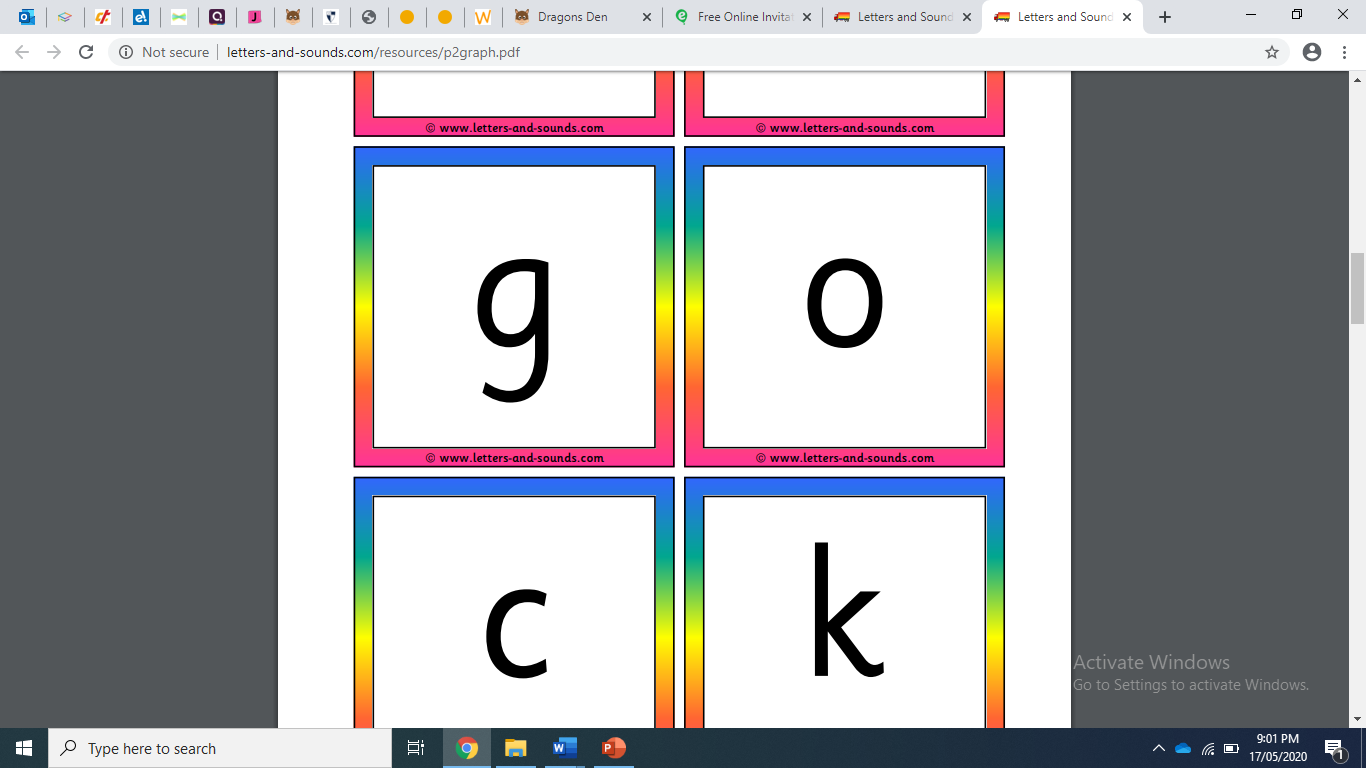 Dragons Den
Free Online Invita
Letters and Sound
Letters and Sound
Not secure
letters-and-sounds.com/resources/p2graph.pdf
© www.letters-and-sounds.com
© www.letters-and-sounds.com
g
o
© www.letters-and-sounds.com
© www.letters-and-sounds.com
c
k
Activate Windows
Go to Settings to activate Windows.
Type here to search
9:01 PM
17/05/2020
1